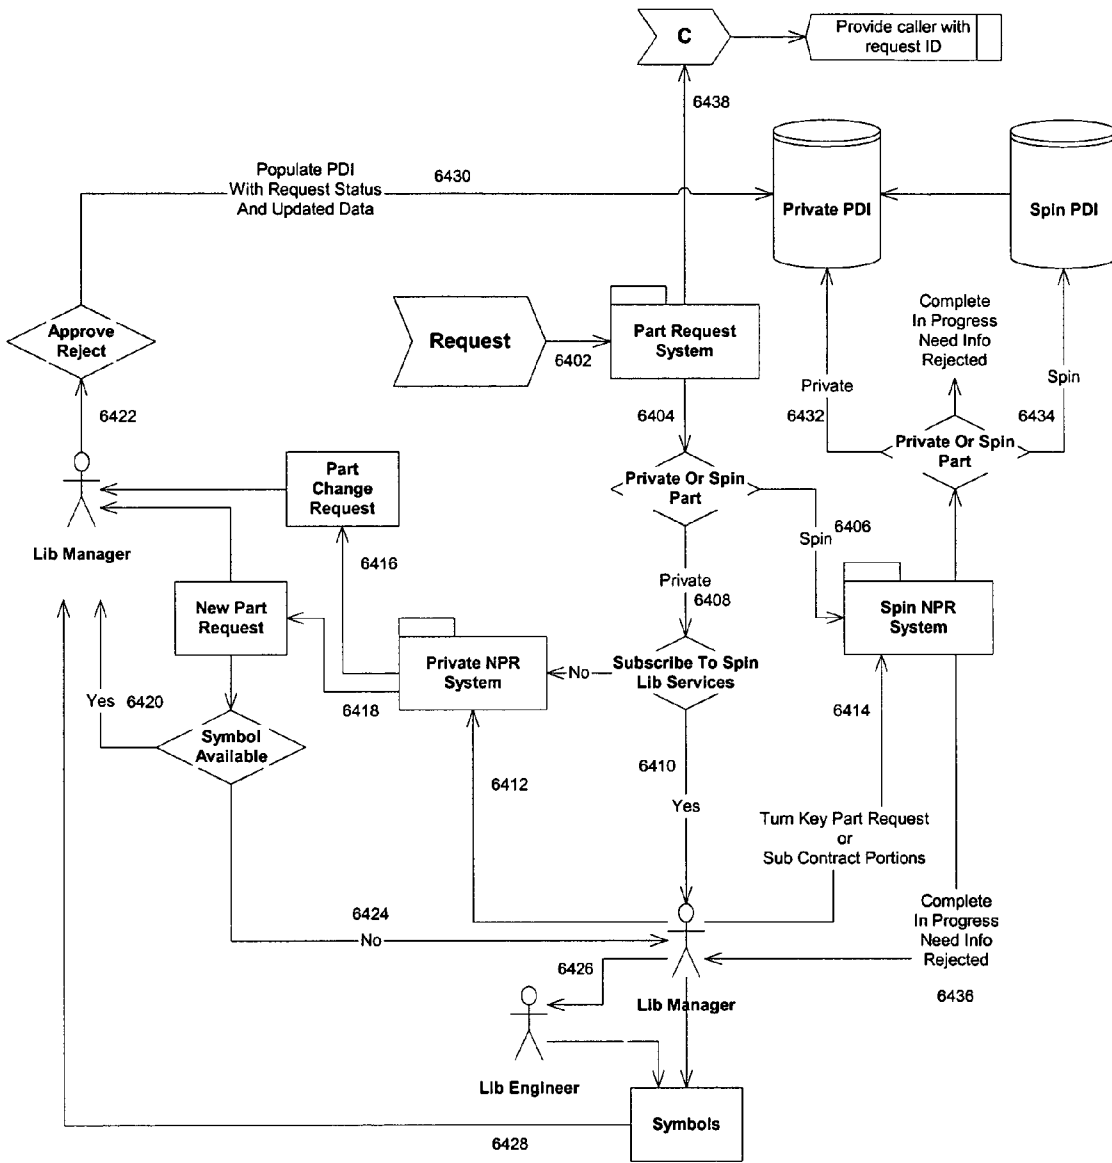 C
Provide caller with
request ID
6438
Populate PDI
With Request Status
And Updated Data
6430
Private PDI
Spin PDI
Approve
Reject
Request
6402
Part Request
System
Complete
In Progress
Need Info
Rejected
Private
6432
Spin
6434
6422
6404
Private Or Spin
Part
Private Or Spin
Part
Part
Change
Request
Lib Manager
6416
Spin
6406
Private
6408
New Part
Request
Spin NPR
System
Private NPR
System
No
Subscribe To Spin
Lib Services
Yes
6420
6418
6414
Symbol
Available
6412
6410
Yes
Turn Key Part Request
or
Sub Contract Portions
6424
No
Complete
In Progress
Need Info
Rejected
6426
6436
Lib Manager
Lib Engineer
Symbols
6428